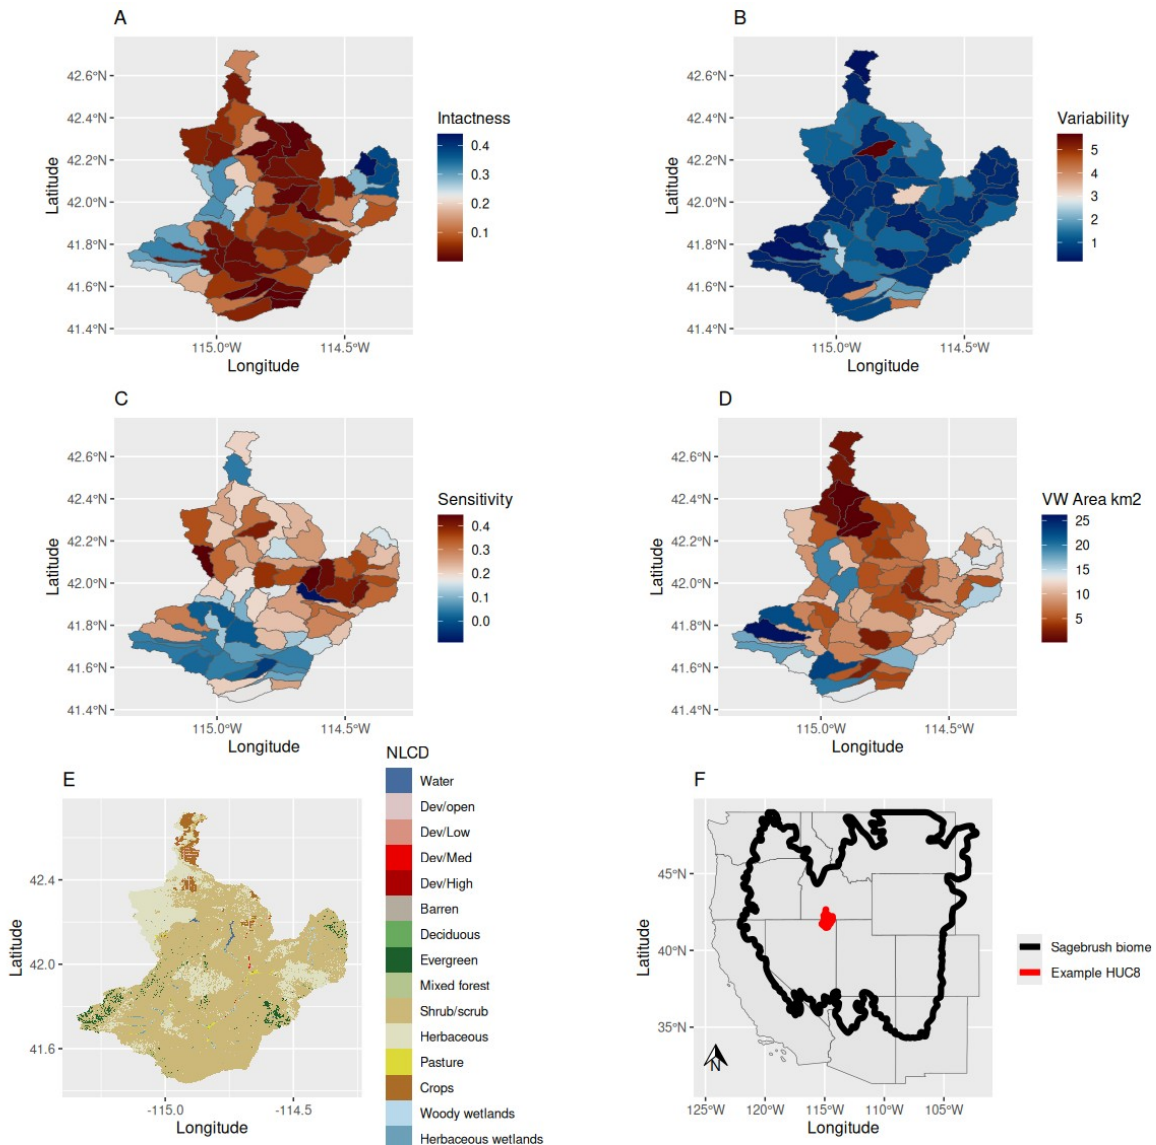 A
42.6°N
42.4°N
42.2°N
42.0°N
41.8°N
41.6°N
41.4°N
Latitude
115.0°W 114.5°W
Longitude
Intactness
0.4
0.3
0.2
0.1
B
42.6°N
42.4°N
42.2°N
42.0°N
41.8°N
41.6°N
41.4°N
Latitude
115.0°W 114.5°W
Longitude
Variability
5
4
3
2
1
C
42.6°N
42.4°N
42.2°N
42.0°N
41.8°N
41.6°N
41.4°N
Latitude
115.0°W 114.5°W
Longitude
Sensitivity
0.4
0.3
0.2
0.1
0.0
D
42.6°N
42.4°N
42.2°N
42.0°N
41.8°N
41.6°N
41.4°N
Latitude
115.0°W 114.5°W
Longitude
VW Area km2
25
20
15
10
5
E
42.4
42.0
41.6
Latitude
-115.0 -114.5
Longitude
NLCD
Water
Dev/open
Dev/Low
Dev/Med
Dev/High
Barren
Deciduous
Evergreen
Mixed forest
Shrub/scrub
Herbaceous
Pasture
Crops
Woody wetlands
Herbaceous wetlands
F
45°N
40°N
35°N
Latitude
N
125°W 120°W 115°W 110°W 105°W
Longitude
Sagebrush biome
Example HUC8